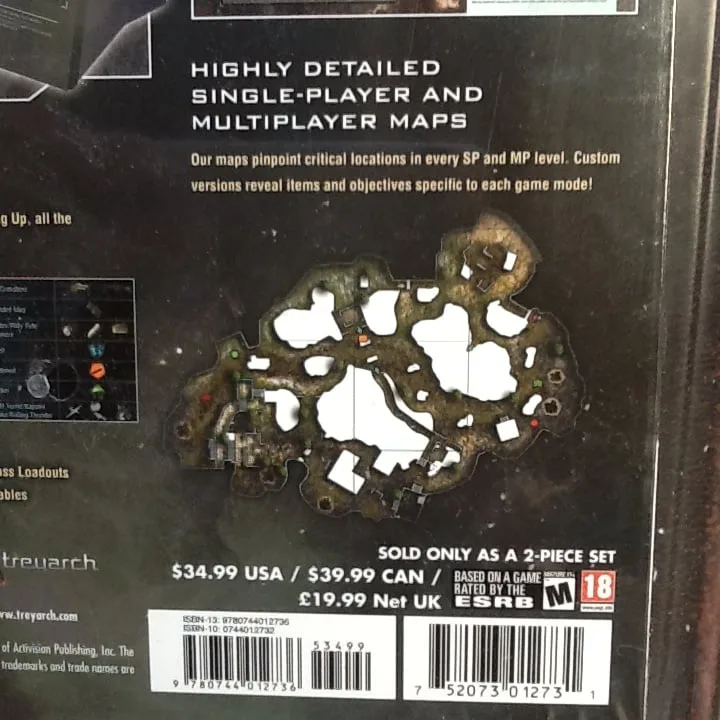 HIGHLY DETAILED
SINGLE-PLAYER AND
MULTIPLAYER MAPS
Our maps pinpoint critical locations in every SP and MP level. Custom
versions reveal items and objectives specific to each game mode!
g Up, all the
ss Loadouts
ables
treyarch
w.treyarch.com
of Activision Publishing, Inc. The
trademarks and trade names are
SOLD ONLY AS A 2-PIECE SET
$34.99 USA / $39.99 CAN /
£19.99 Net UK
BASED ON A GAME
RATED BY THE
ESRB
M
18
ISBN-13: 9780744012736
ISBN-10: 0744012732
53499
9 780744 012736
7 52073 01273 1